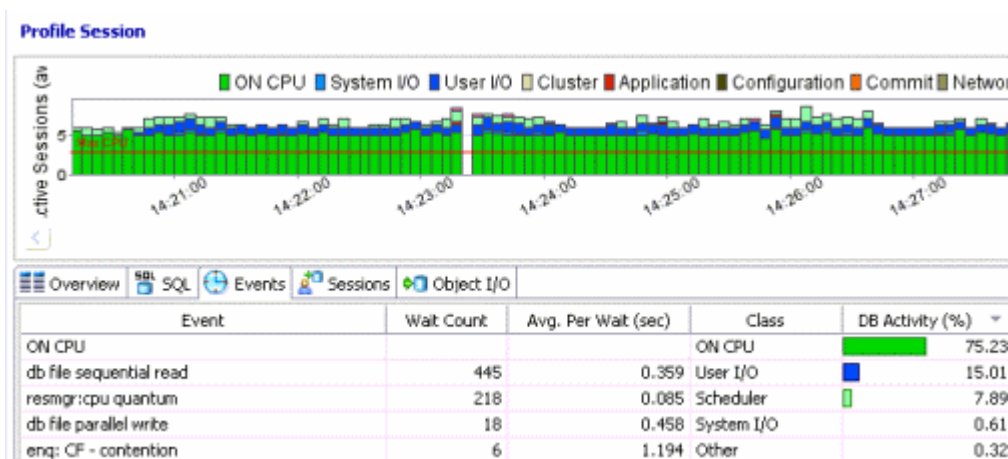 Profile Session
ON CPU System I/O User I/O Cluster Application Configuration Commit Networ
ctive Sessions (av
5
0
Max CPU
14:21:00 14:22:00 14:23:00 14:24:00 14:25:00 14:26:00 14:27:00
Overview SQL Events Sessions Object I/O
Event Wait Count Avg. Per Wait (sec) Class DB Activity (%)
ON CPU ON CPU 75.23
db file sequential read 445 0.359 User I/O 15.01
resmgr:cpu quantum 218 0.085 Scheduler 7.89
db file parallel write 18 0.458 System I/O 0.61
enq: CF - contention 6 1.194 Other 0.32